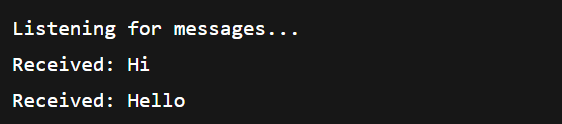 Listening for messages...
Received: Hi
Received: Hello